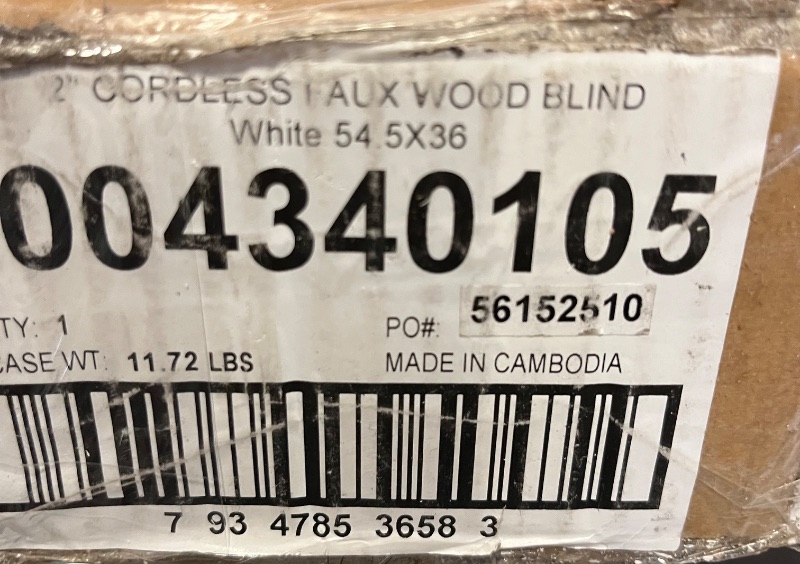 2" CORDLESS FAUX WOOD BLIND
White 54.5X36
004340105
TY: 1
PO#: 56152510
CASE WT: 11.72 LBS
MADE IN CAMBODIA
7 93 4785 3658 3